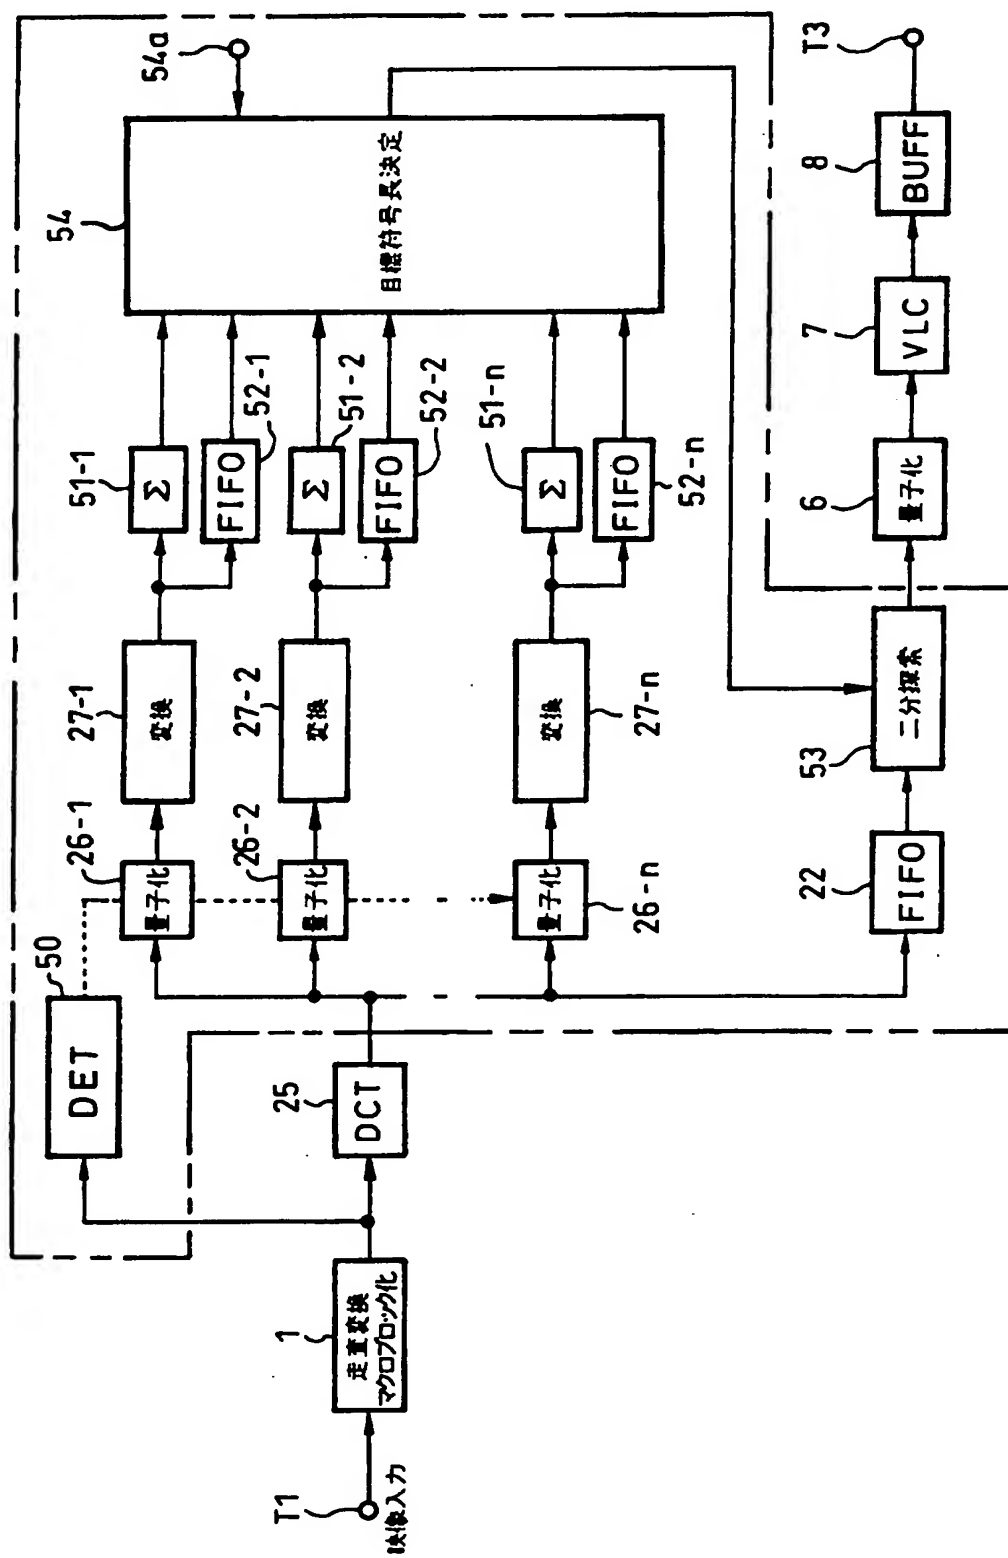 T1
映像入力
1
走査変換
マクロブロック化
50
DET
25
DCT
26-1
量子化
27-1
変換
51-1
Σ
FIFO
52-1
26-2
量子化
27-2
変換
Σ
51-2
FIFO
52-2
量子化
26-n
変換
27-n
51-n
Σ
FIFO
52-n
54
目標符号長決定
54a
22
FIFO
53
二分探索
6
量子化
7
VLC
8
BUFF
T3